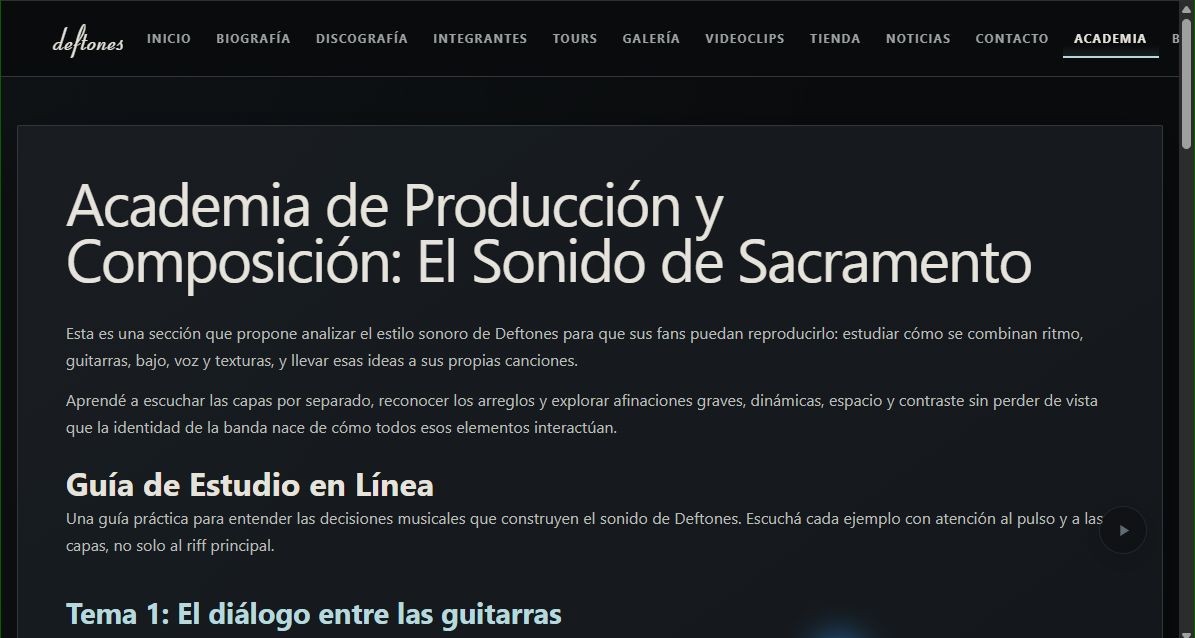 deftones INICIO BIOGRAFÍA DISCOGRAFÍA INTEGRANTES TOURS GALERÍA VIDEOCLIPS TIENDA NOTICIAS CONTACTO ACADEMIA B
Academia de Producción y
Composición: El Sonido de Sacramento
Esta es una sección que propone analizar el estilo sonoro de Deftones para que sus fans puedan reproducirlo: estudiar cómo se combinan ritmo,
guitarras, bajo, voz y texturas, y llevar esas ideas a sus propias canciones.
Aprendé a escuchar las capas por separado, reconocer los arreglos y explorar afinaciones graves, dinámicas, espacio y contraste sin perder de vista
que la identidad de la banda nace de cómo todos esos elementos interactúan.
Guía de Estudio en Línea
Una guía práctica para entender las decisiones musicales que construyen el sonido de Deftones. Escuchá cada ejemplo con atención al pulso y a las
capas, no solo al riff principal.
Tema 1: El diálogo entre las guitarras